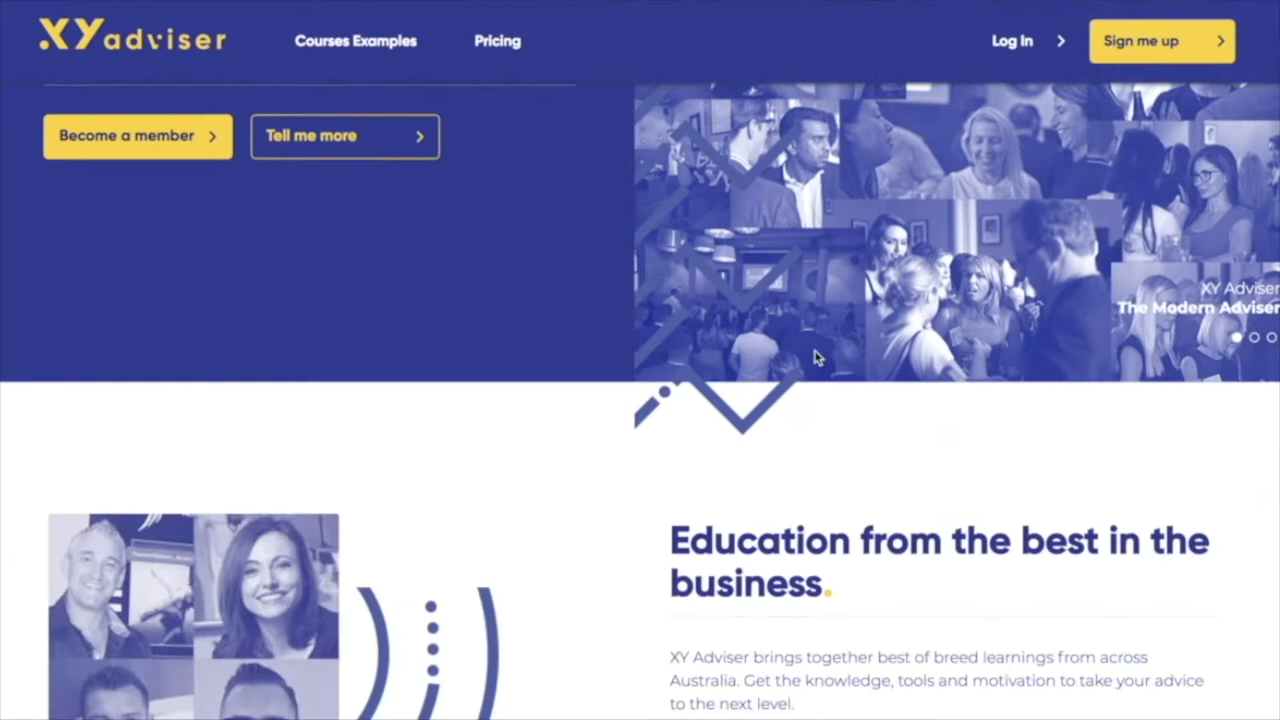 XY adviser
Courses Examples
Pricing
Log In
Sign me up
Become a member
Tell me more
XY Adviser
The Modern Adviser
Education from the best in the
business.
XY Adviser brings together best of breed learnings from across
Australia. Get the knowledge, tools and motivation to take your advice
to the next level.